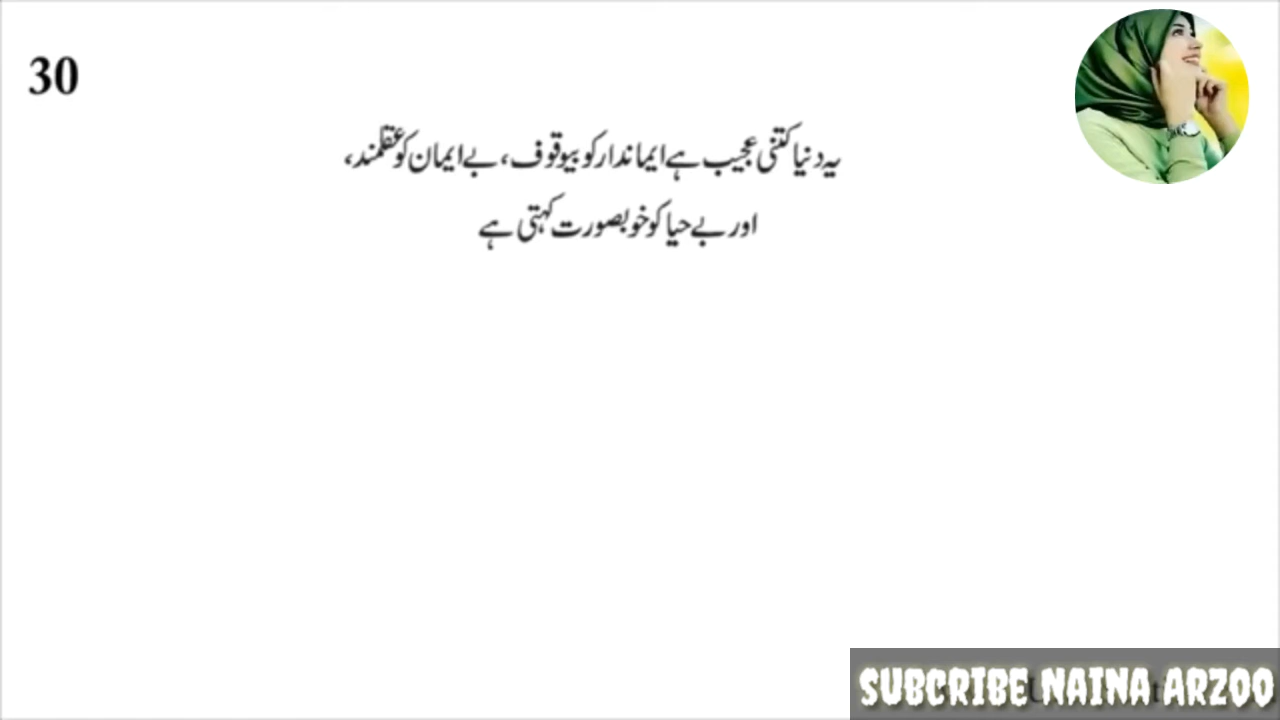 30
یہ دنیا کتنی عجیب ہے ایماندار کو بیوقوف، بے ایمان کو عقلمند،
اور بے حیا کو خوبصورت کہتی ہے
SUBCRIBE NAINA ARZOO